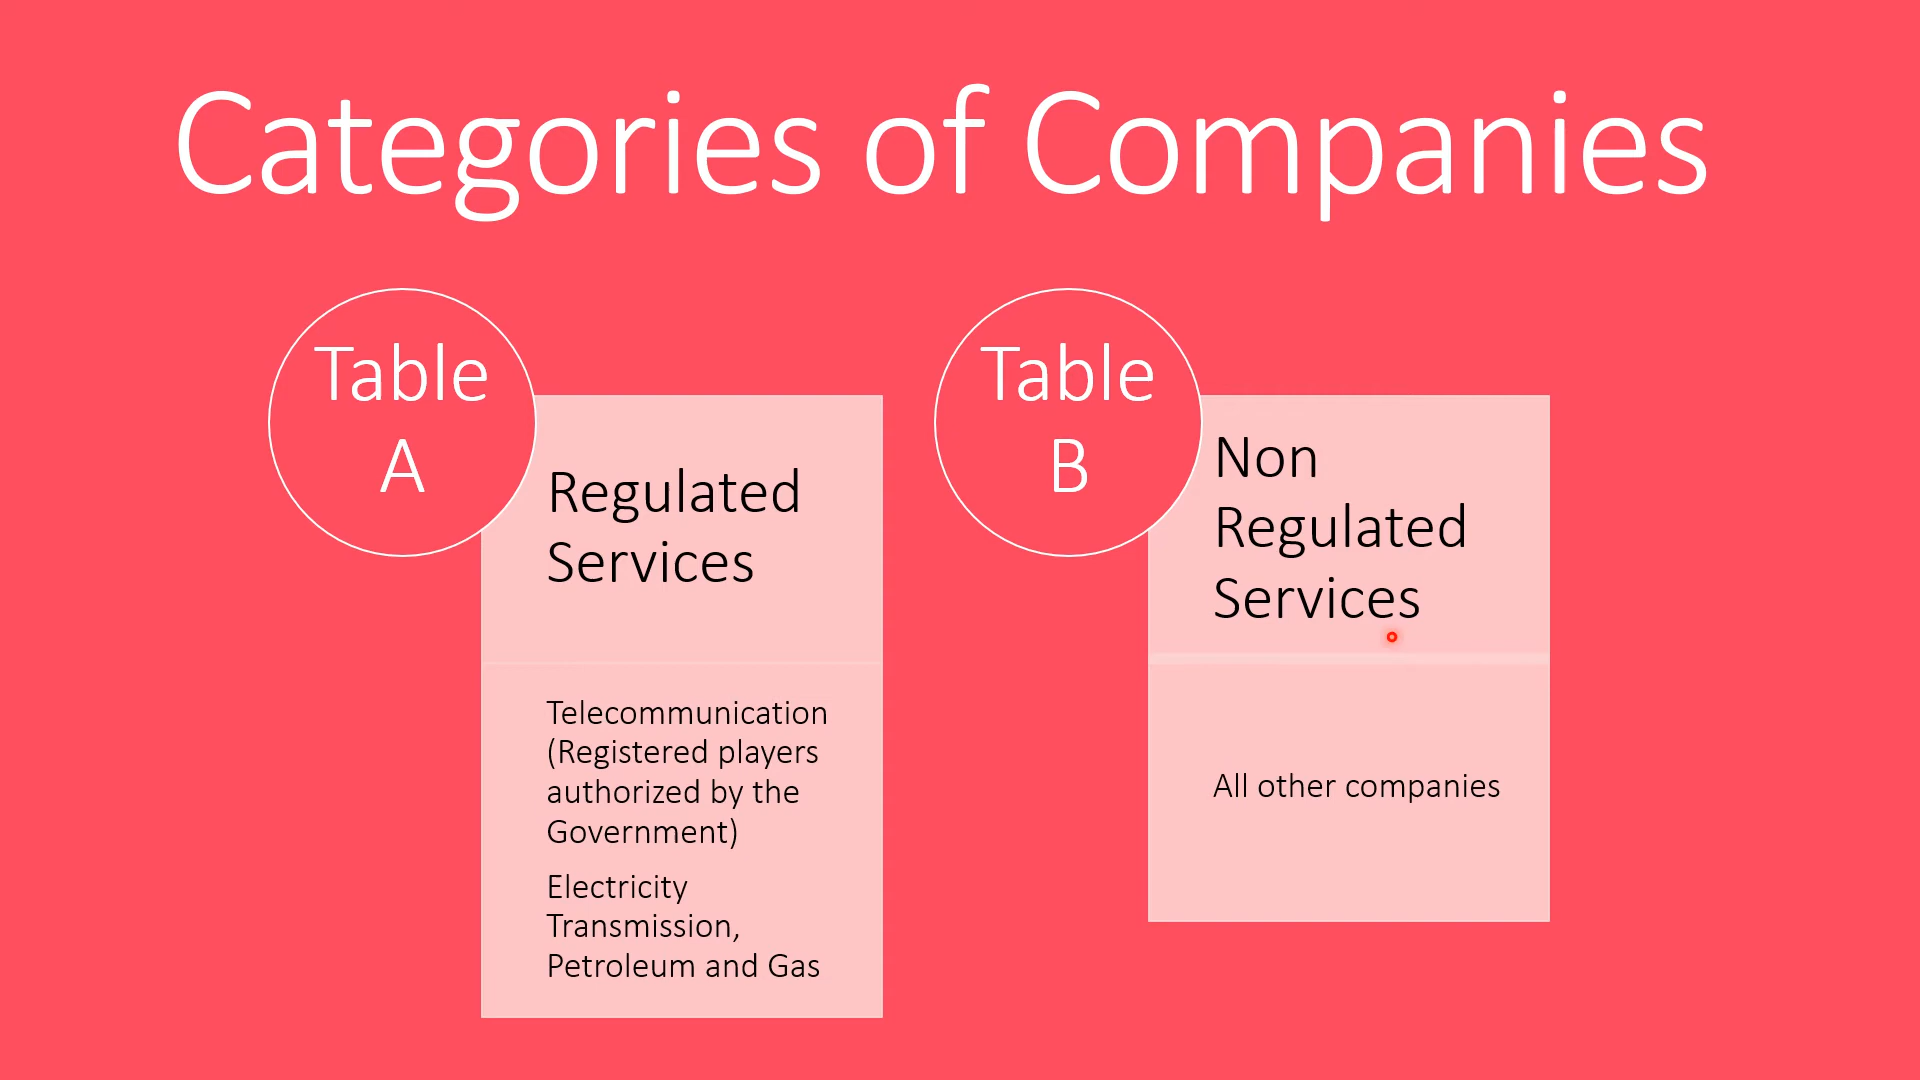 Categories of Companies
Table
A
Regulated
Services
Telecommunication
(Registered players
authorized by the
Government)
Electricity
Transmission,
Petroleum and Gas
Table
B
Non
Regulated
Services
All other companies